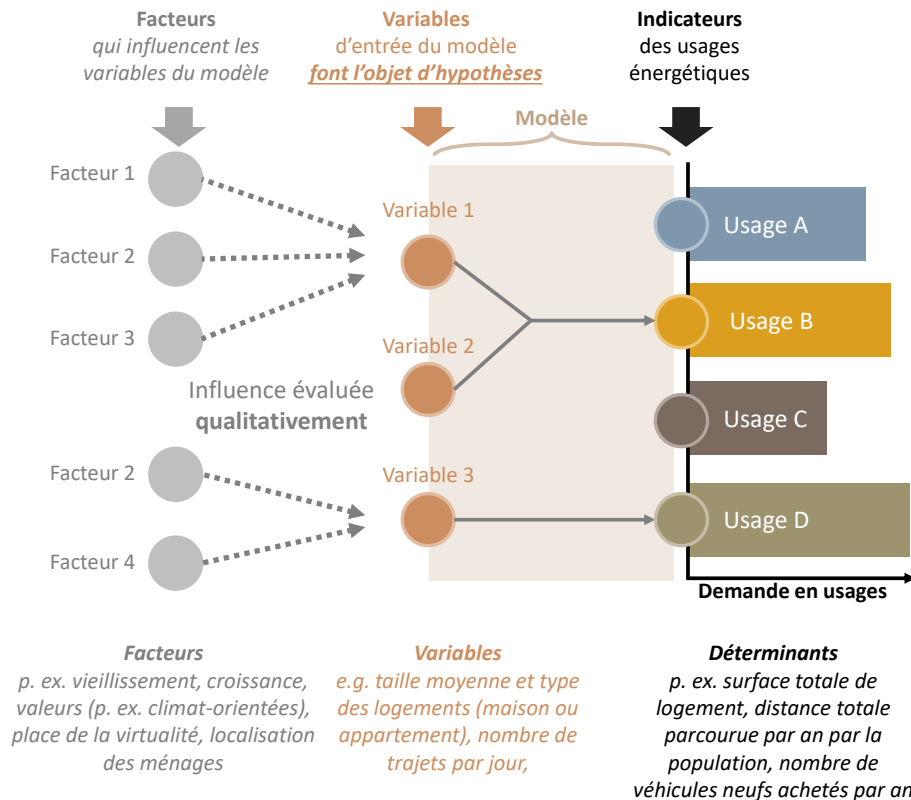 Facteurs
qui influencent les
variables du modèle
Variables
d'entrée du modèle
font l'objet d'hypothèses
Indicateurs
des usages
énergétiques
Modèle
Facteur 1
Facteur 2
Facteur 3
Influence évaluée
qualitativement
Facteur 2
Facteur 4
Variable 1
Variable 2
Variable 3
Usage A
Usage B
Usage C
Usage D
Demande en usages
Facteurs
p. ex. vieillissement, croissance,
valeurs (p. ex. climat-orientées),
place de la virtualité, localisation
des ménages
Variables
e.g. taille moyenne et type
des logements (maison ou
appartement), nombre de
trajets par jour,
Déterminants
p. ex. surface totale de
logement, distance totale
parcourue par an par la
population, nombre de
véhicules neufs achetés par an